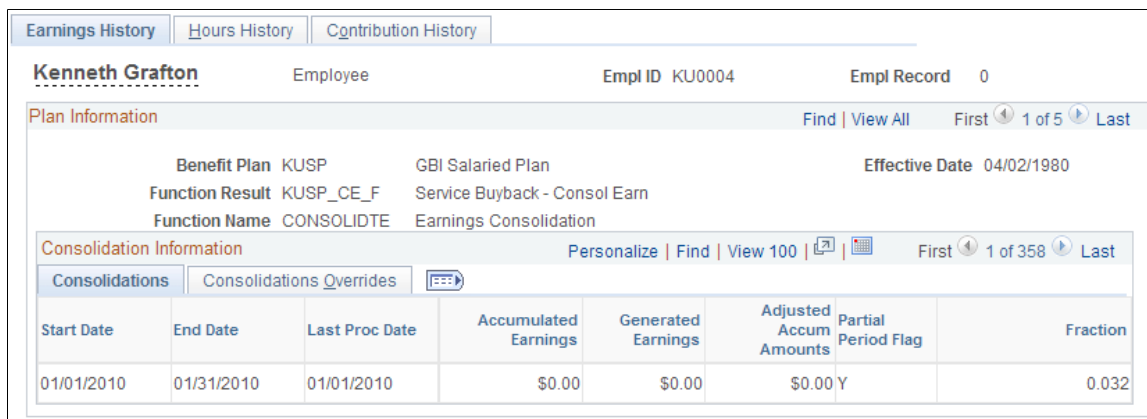 Earnings History Hours History Contribution History
Kenneth Grafton Employee Empl ID KU0004 Empl Record 0
Plan Information Find | View All First 1 of 5 Last
Benefit Plan KUSP GBI Salaried Plan Effective Date 04/02/1980
Function Result KUSP_CE_F Service Buyback - Consol Earn
Function Name CONSOLIDTE Earnings Consolidation
Consolidation Information Personalize | Find | View 100 | | First 1 of 358 Last
Consolidations Consolidations Overrides
Start Date End Date Last Proc Date Accumulated Earnings Generated Earnings Adjusted Accum Amounts Partial Period Flag Fraction
01/01/2010 01/31/2010 01/01/2010 $0.00 $0.00 $0.00 Y 0.032